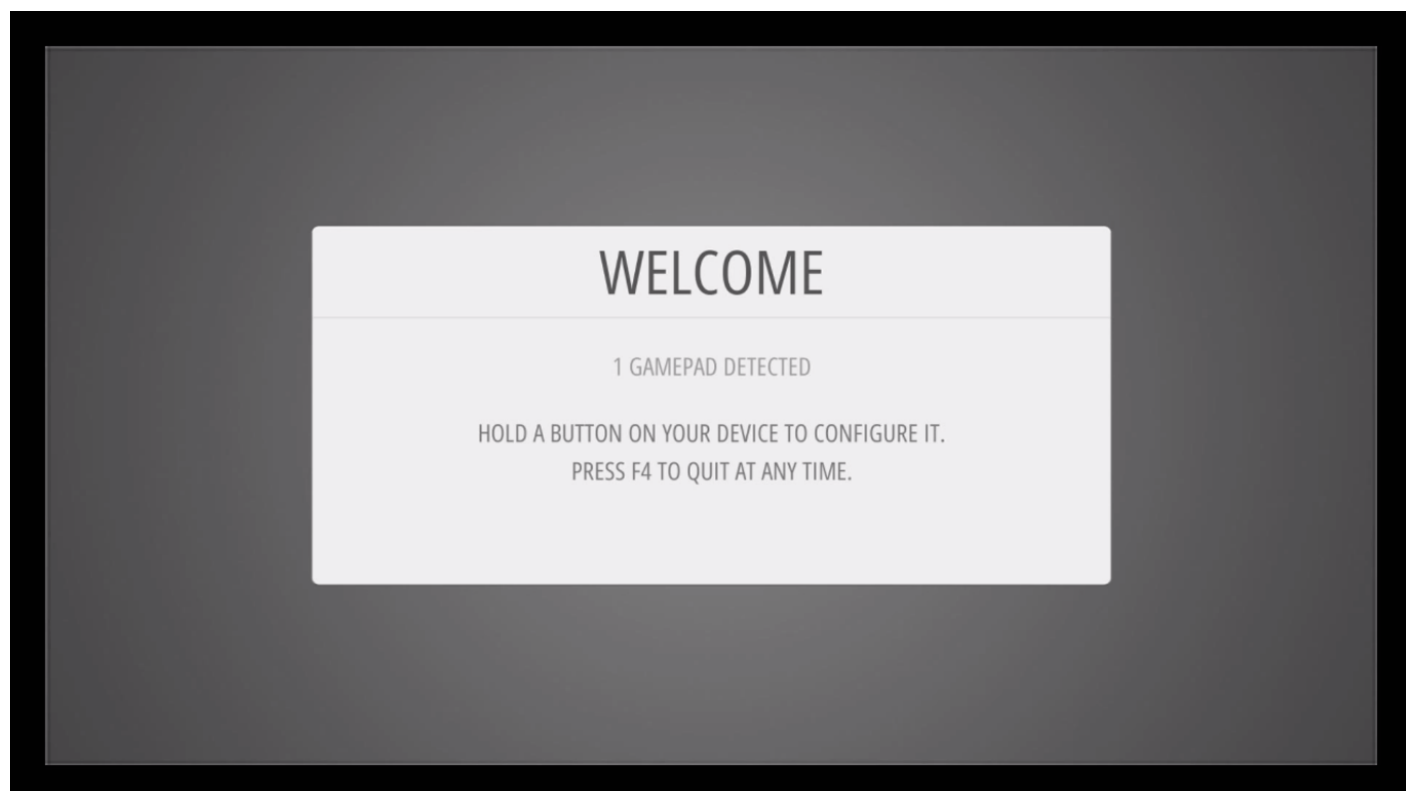 WELCOME
1 GAMEPAD DETECTED
HOLD A BUTTON ON YOUR DEVICE TO CONFIGURE IT.
PRESS F4 TO QUIT AT ANY TIME.